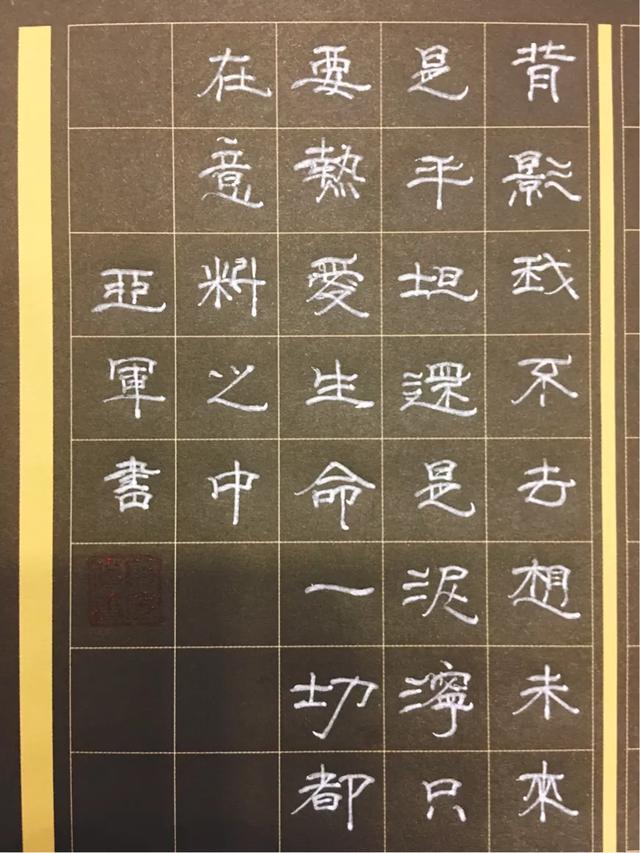 背影我不去想未來
是平坦還是泥濘只
要熱愛生命一切都
在意料之中
亞軍書